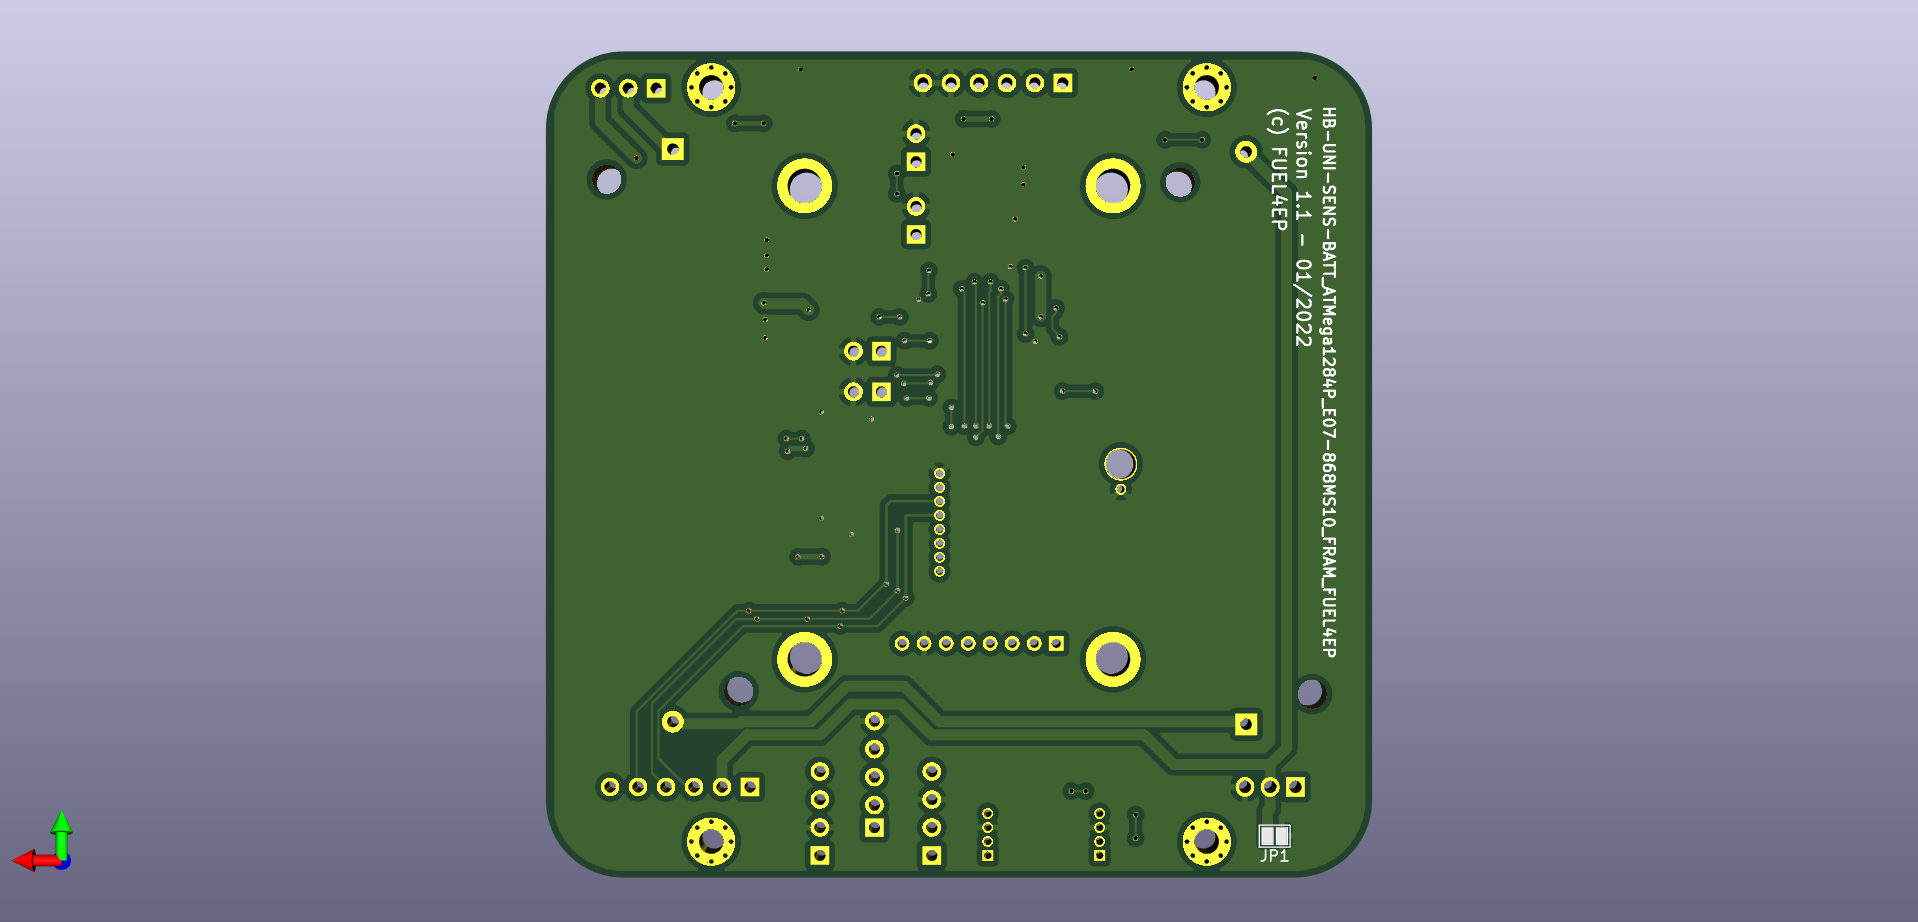 HB-UNI-SENS-BATT_ATMega1284P_E07-868MS10_FRAM_FUEL4EP
Version 1.1 - 01/2022
(c) FUEL4EP
JP1